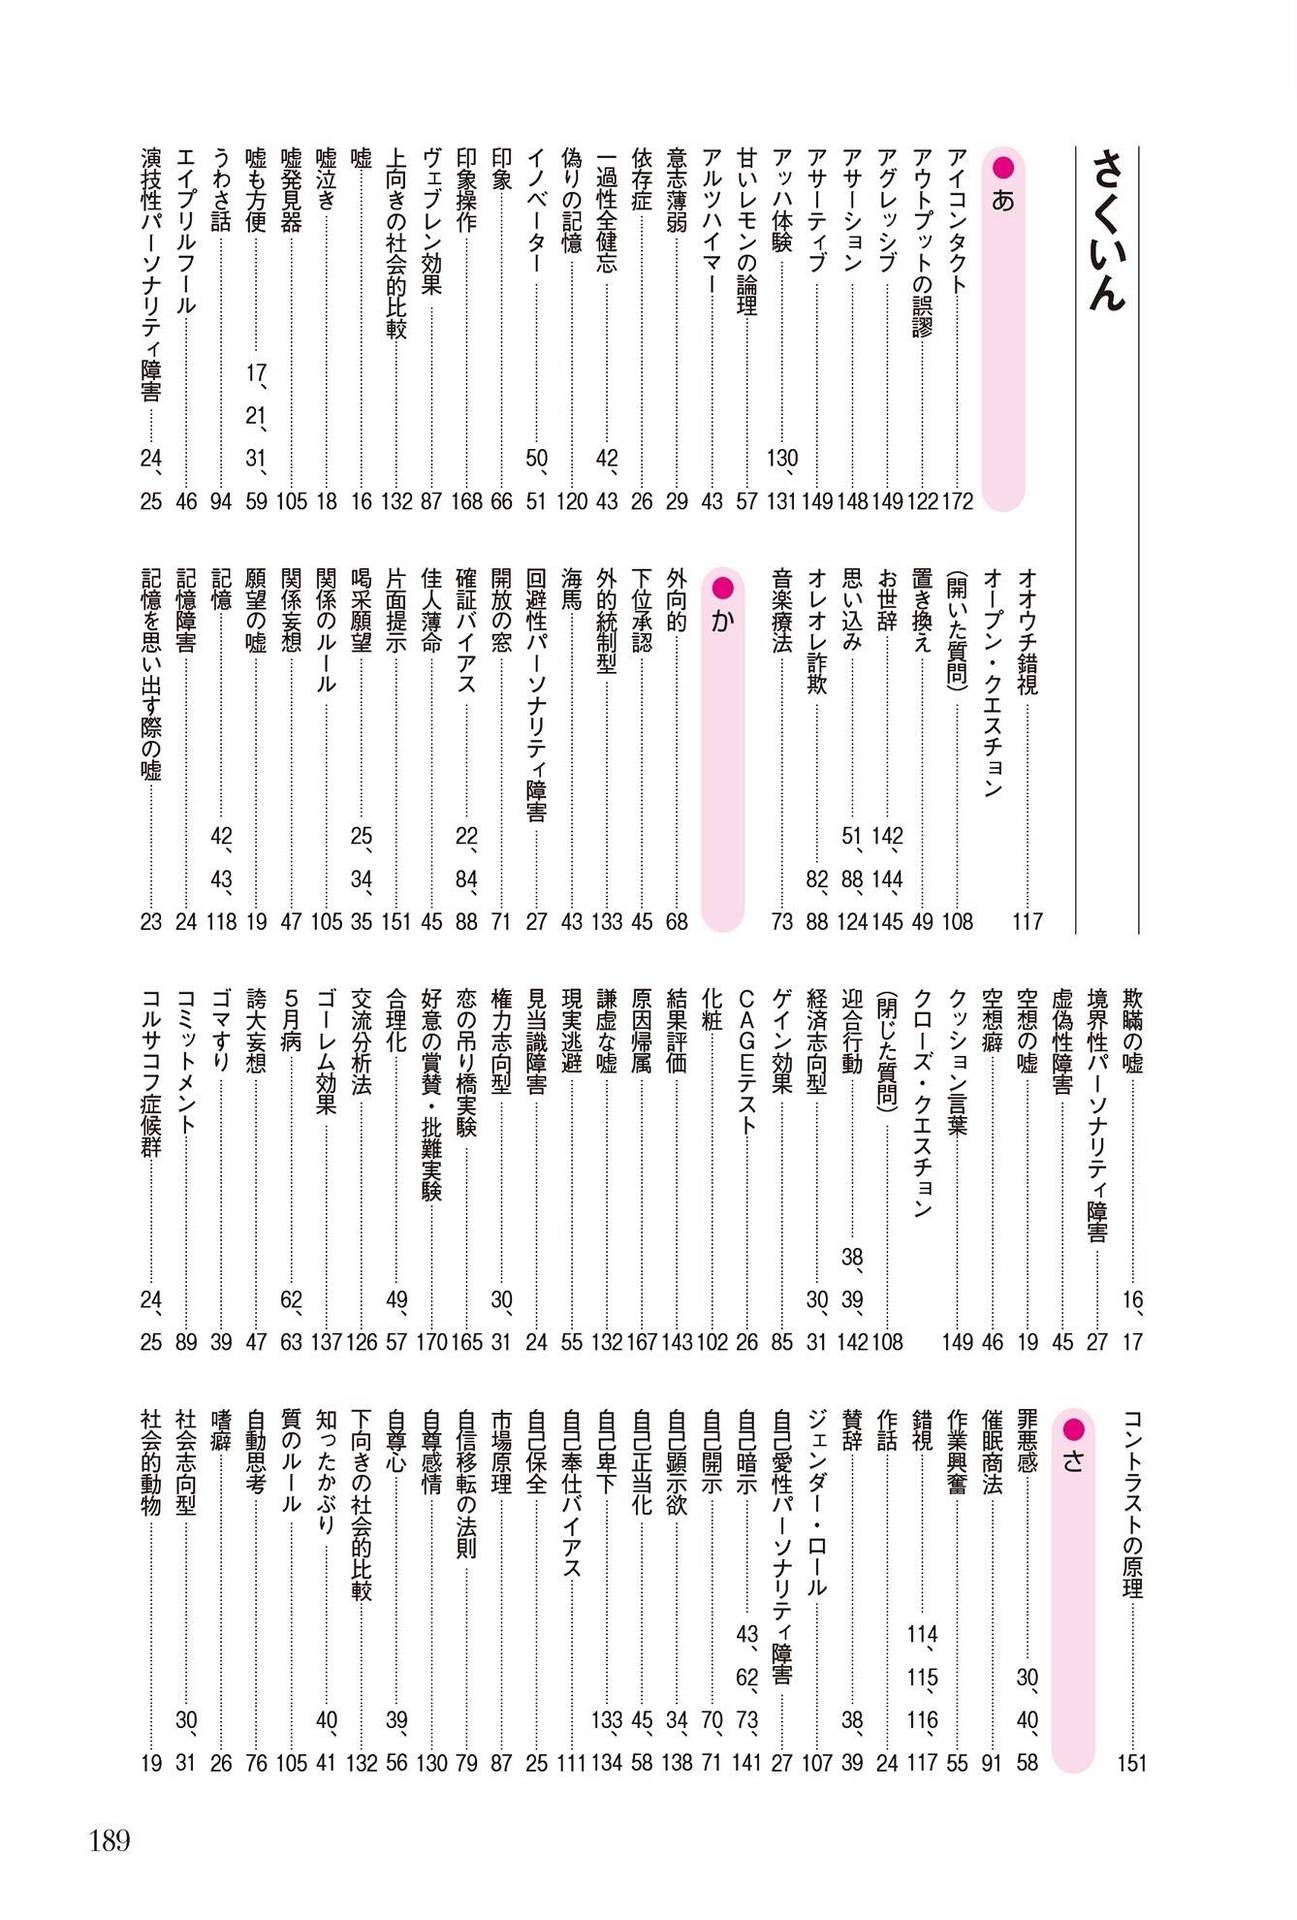 さくいん
●あ
アイコンタクト 172
アウトプットの誤謬 122
アグレッシブ 149
アサーション 148
アサーティブ 149
アッハ体験 130、131
甘いレモンの論理 57
アルツハイマー 43
意志薄弱 29
依存症 26
一過性全健忘 42、43
偽りの記憶 120
イノベーター 50、51
印象 66
印象操作 168
ヴェブレン効果 87
上向きの社会的比較 132
嘘 16
嘘泣き 18
嘘発見器 105
嘘も方便 17、21、31、59
うわさ話 94
エイプリルフール 46
演技性パーソナリティ障害 24、25
オオウチ錯視 117
オープン・クエスチョン
（開いた質問） 108
置き換え 49
お世辞 142、144、145
思い込み 51、88、124
オレオレ詐欺 82、88
音楽療法 73
●か
外向的 68
下位承認 45
外的統制型 133
海馬 43
回避性パーソナリティ障害 27
開放の窓 71
確証バイアス 22、84、88
佳人薄命 45
片面提示 151
喝采願望 25、34、35
関係のルール 105
関係妄想 47
願望の嘘 19
記憶 42、43、118
記憶障害 24
記憶を思い出す際の嘘 23
欺瞞の嘘 16、17
境界性パーソナリティ障害 27
虚偽性障害 45
空想の嘘 19
空想癖 46
クッション言葉 149
クローズ・クエスチョン
（閉じた質問） 108
迎合行動 38、39、142
経済志向型 30、31
ゲイン効果 85
CAGEテスト 26
化粧 102
結果評価 143
原因帰属 167
謙虚な嘘 132
現実逃避 55
見当識障害 24
権力志向型 30、31
恋の吊り橋実験 165
好意の賞賛・批難実験 170
合理化 49、57
交流分析法 126
ゴーレム効果 137
5月病 62、63
誇大妄想 47
ゴマすり 39
コミットメント 89
コルサコフ症候群 24、25
コントラストの原理 151
●さ
罪悪感 30、40、58
催眠商法 91
作業興奮 55
錯視 114、115、116、117
作話 24
賛辞 38、39
ジェンダー・ロール 107
自己愛性パーソナリティ障害 27
自己暗示 43、62、73、141
自己開示 70、71
自己顕示欲 34、138
自己正当化 45、58
自己卑下 133、134
自己奉仕バイアス 111
自己保全 25
市場原理 87
自信移転の法則 79
自尊感情 130
自尊心 39、56
下向きの社会的比較 132
知ったかぶり 40、41
質のルール 105
自動思考 76
嗜癖 26
社会志向型 30、31
社会的動物 19
189